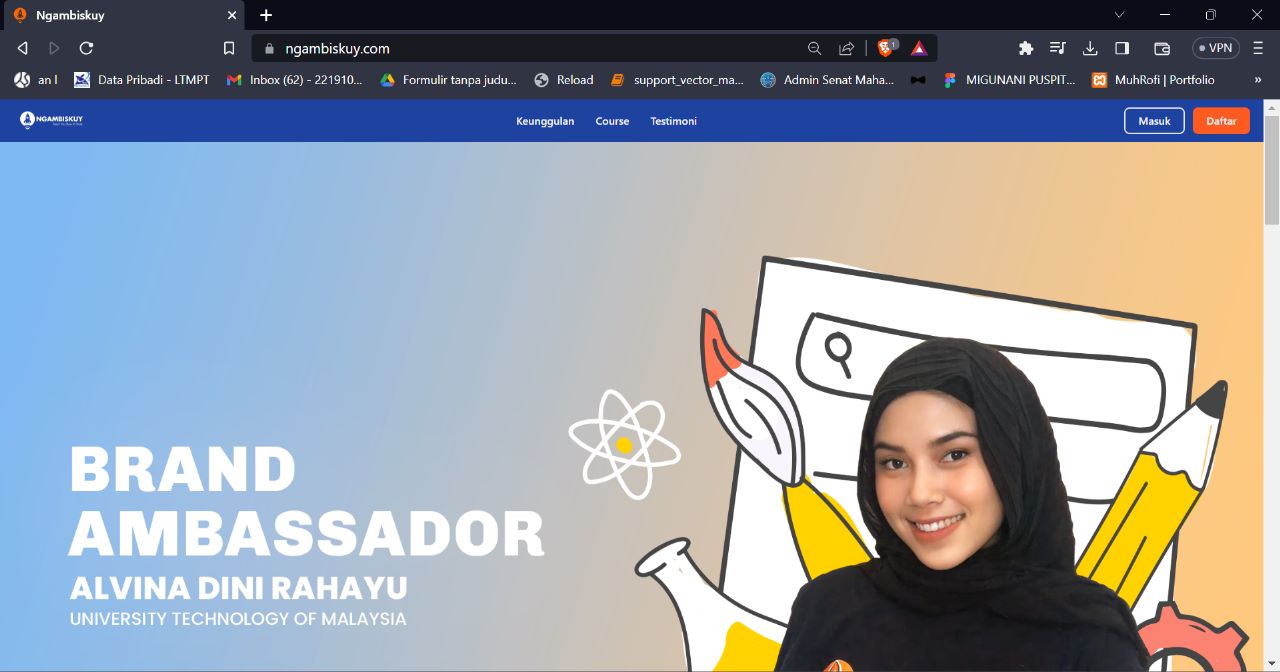 Ngambiskuy
ngambiskuy.com
1
VPN
an l
Data Pribadi - LTMPT
Inbox (62) - 221910...
Formulir tanpa judu...
Reload
support_vector_ma...
Admin Senat Maha...
MIGUNANI PUSPIT...
MuhRofi | Portfolio
»
NGAMBISKUY
Keunggulan
Course
Testimoni
Masuk
Daftar
BRAND
AMBASSADOR
ALVINA DINI RAHAYU
UNIVERSITY TECHNOLOGY OF MALAYSIA